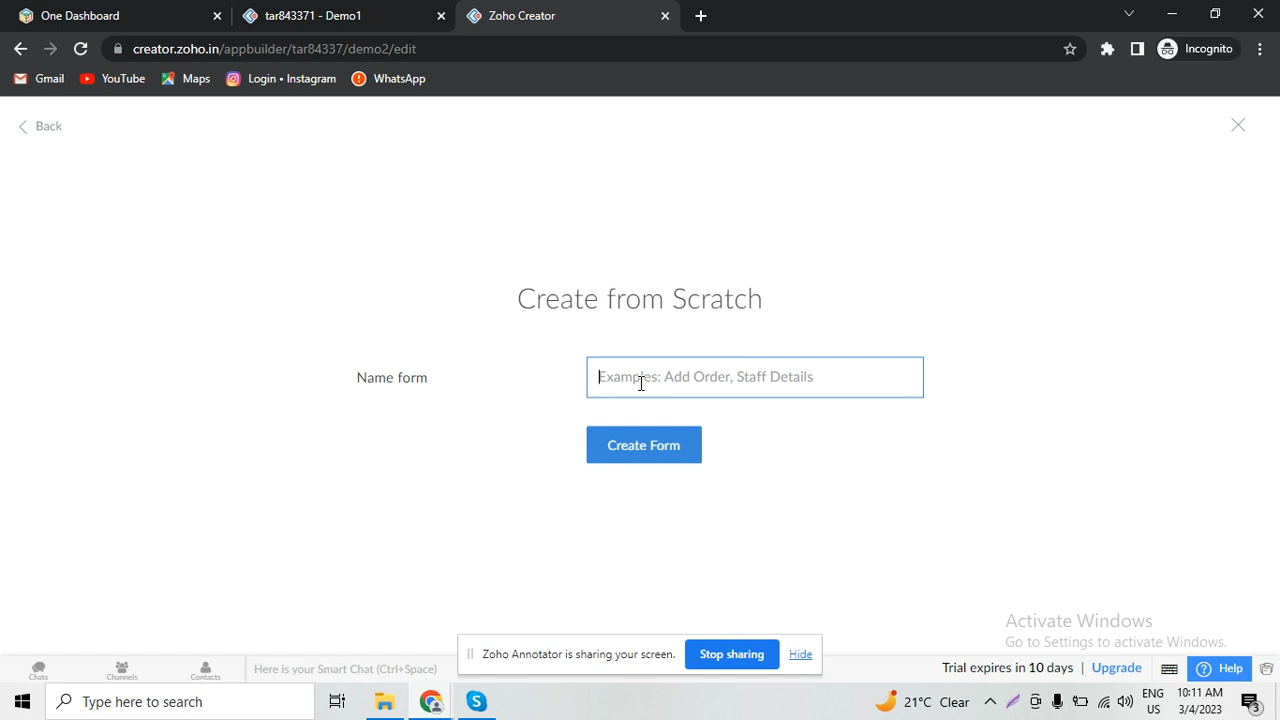 One Dashboard
tar843371 - Demo1
Zoho Creator
creator.zoho.in/appbuilder/tar84337/demo2/edit
Incognito
Gmail
YouTube
Maps
Login • Instagram
WhatsApp
Back
Create from Scratch
Name form
Examples: Add Order, Staff Details
Create Form
Activate Windows
Go to Settings to activate Windows.
Zoho Annotator is sharing your screen.
Stop sharing
Hide
Chats
Channels
Contacts
Here is your Smart Chat (Ctrl+Space)
Trial expires in 10 days
Upgrade
Help
Type here to search
21°C Clear
ENG
US
10:11 AM
3/4/2023
3